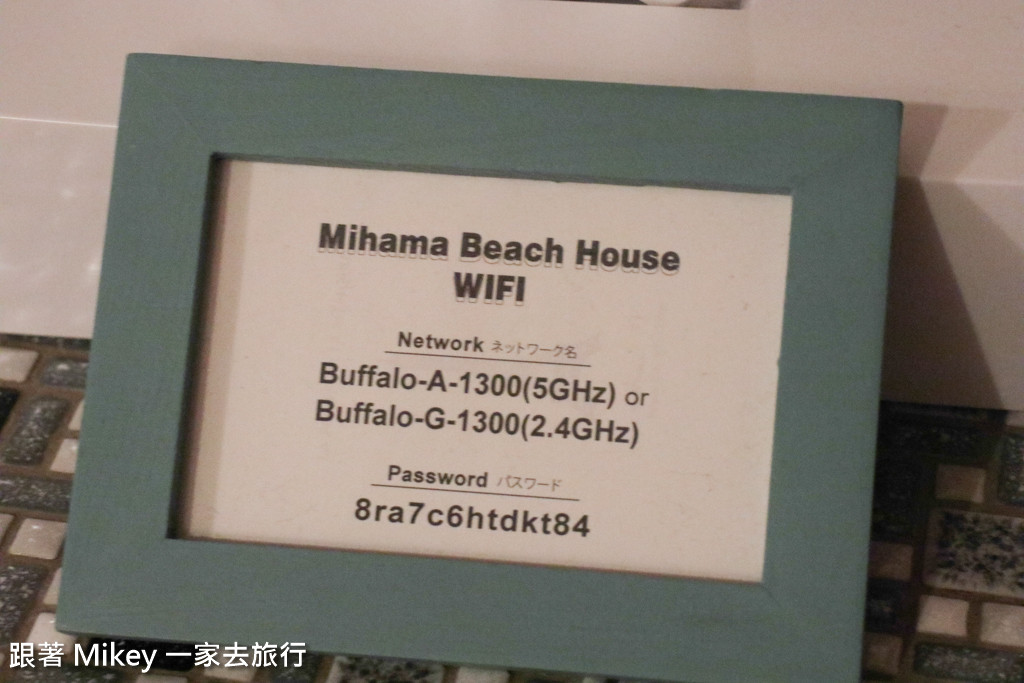 Mihama Beach House
WIFI
Network ネットワーク名
Buffalo-A-1300(5GHz) or
Buffalo-G-1300(2.4GHz)
Password パスワード
8ra7c6htdkt84
跟著 Mikey 一家去旅行